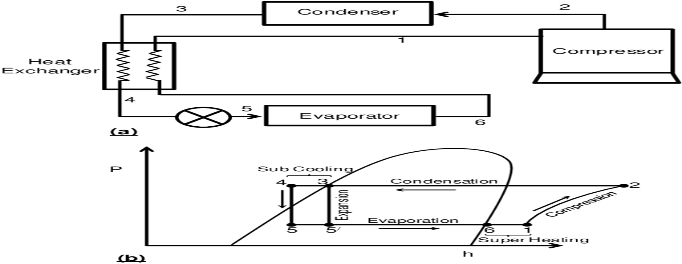 3
Condenser
2
1
Compressor
Heat
Exchanger
4
5
Evaporator
6
(a)
P
Sub Cooling
4
3
Condensation
2
Expansion
Compression
Evaporation
5
5'
6
1
Super Heating
h
(b)